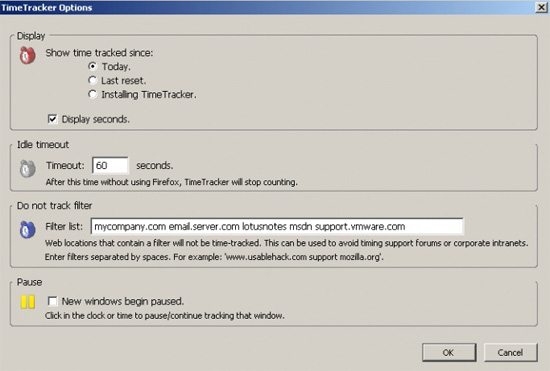 TimeTracker Options
Display
Show time tracked since:
Today.
Last reset.
Installing TimeTracker.
Display seconds.
Idle timeout
Timeout: 60 seconds.
After this time without using Firefox, TimeTracker will stop counting.
Do not track filter
Filter list: mycompany.com email.server.com lotusnotes msdn support.vmware.com
Web locations that contain a filter will not be time-tracked. This can be used to avoid timing support forums or corporate intranets.
Enter filters separated by spaces. For example: 'www.usablehack.com support mozilla.org'.
Pause
New windows begin paused.
Click in the clock or time to pause/continue tracking that window.
OK Cancel